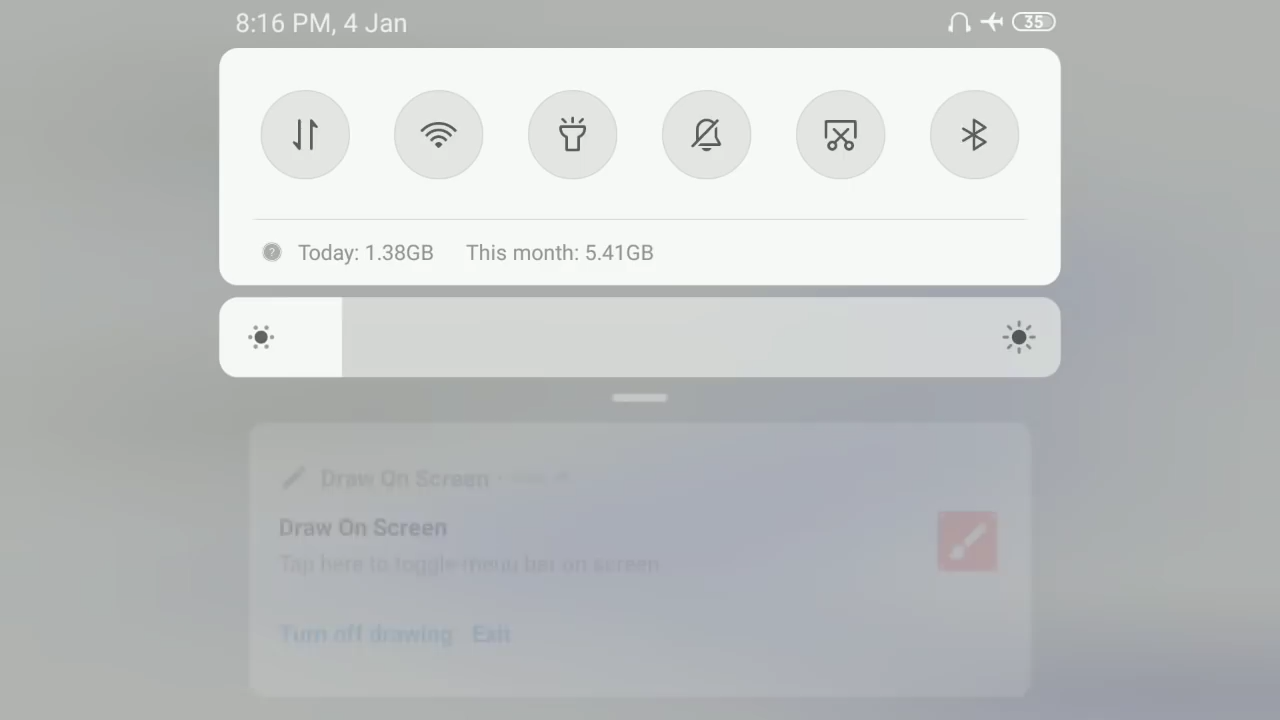 8:16 PM, 4 Jan 35
Today: 1.38GB This month: 5.41GB
Draw On Screen
Draw On Screen
Tap here to toggle menu bar on screen
Turn off drawing Exit